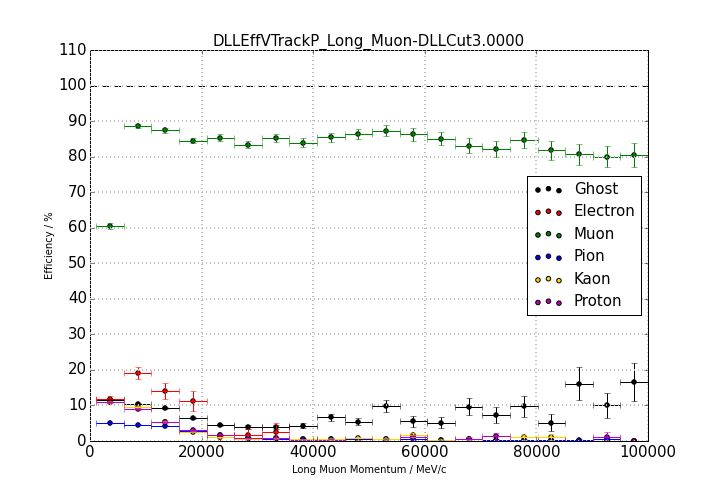 DLLEffVTrackP_Long_Muon-DLLCut3.0000
110
100
90
80
70
60
50
40
30
20
10
0
Efficiency / %
Ghost
Electron
Muon
Pion
Kaon
Proton
0 20000 40000 60000 80000 100000
Long Muon Momentum / MeV/c